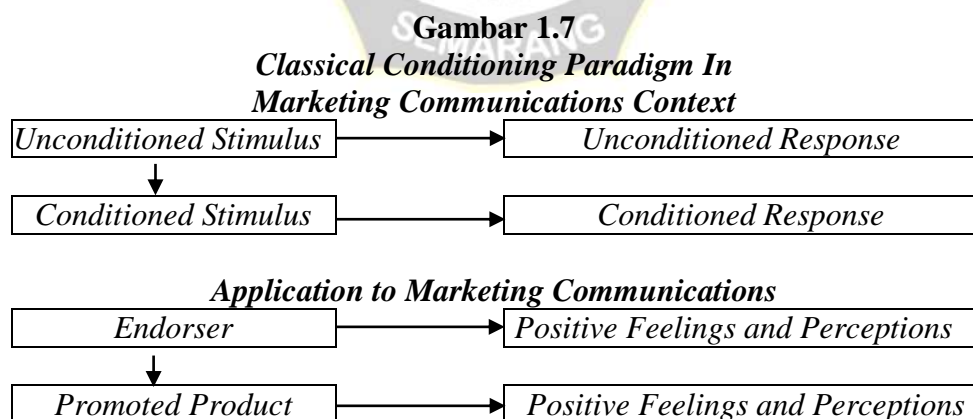 SEMARANG
Gambar 1.7
Classical Conditioning Paradigm In
Marketing Communications Context
Unconditioned Stimulus Unconditioned Response
Conditioned Stimulus Conditioned Response
Application to Marketing Communications
Endorser Positive Feelings and Perceptions
Promoted Product Positive Feelings and Perceptions